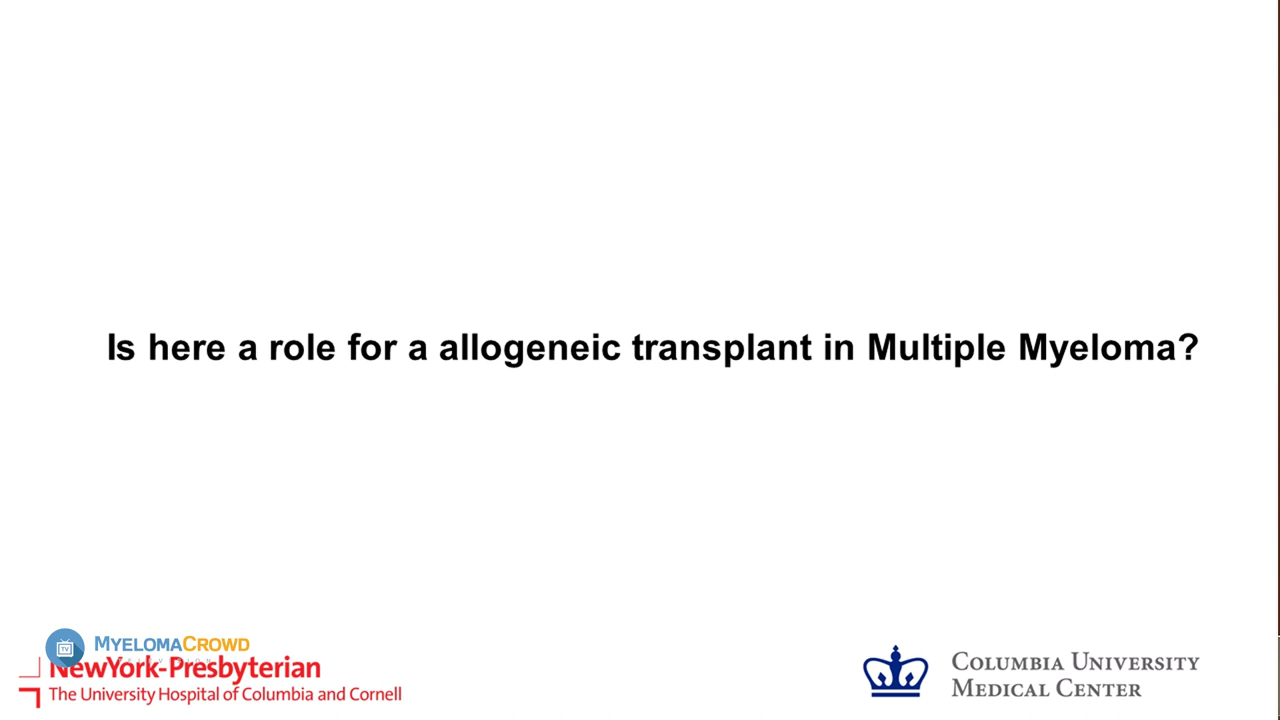 Is here a role for a allogeneic transplant in Multiple Myeloma?
MYELOMACROWD
TV
NewYork-Presbyterian
The University Hospital of Columbia and Cornell
COLUMBIA UNIVERSITY
MEDICAL CENTER